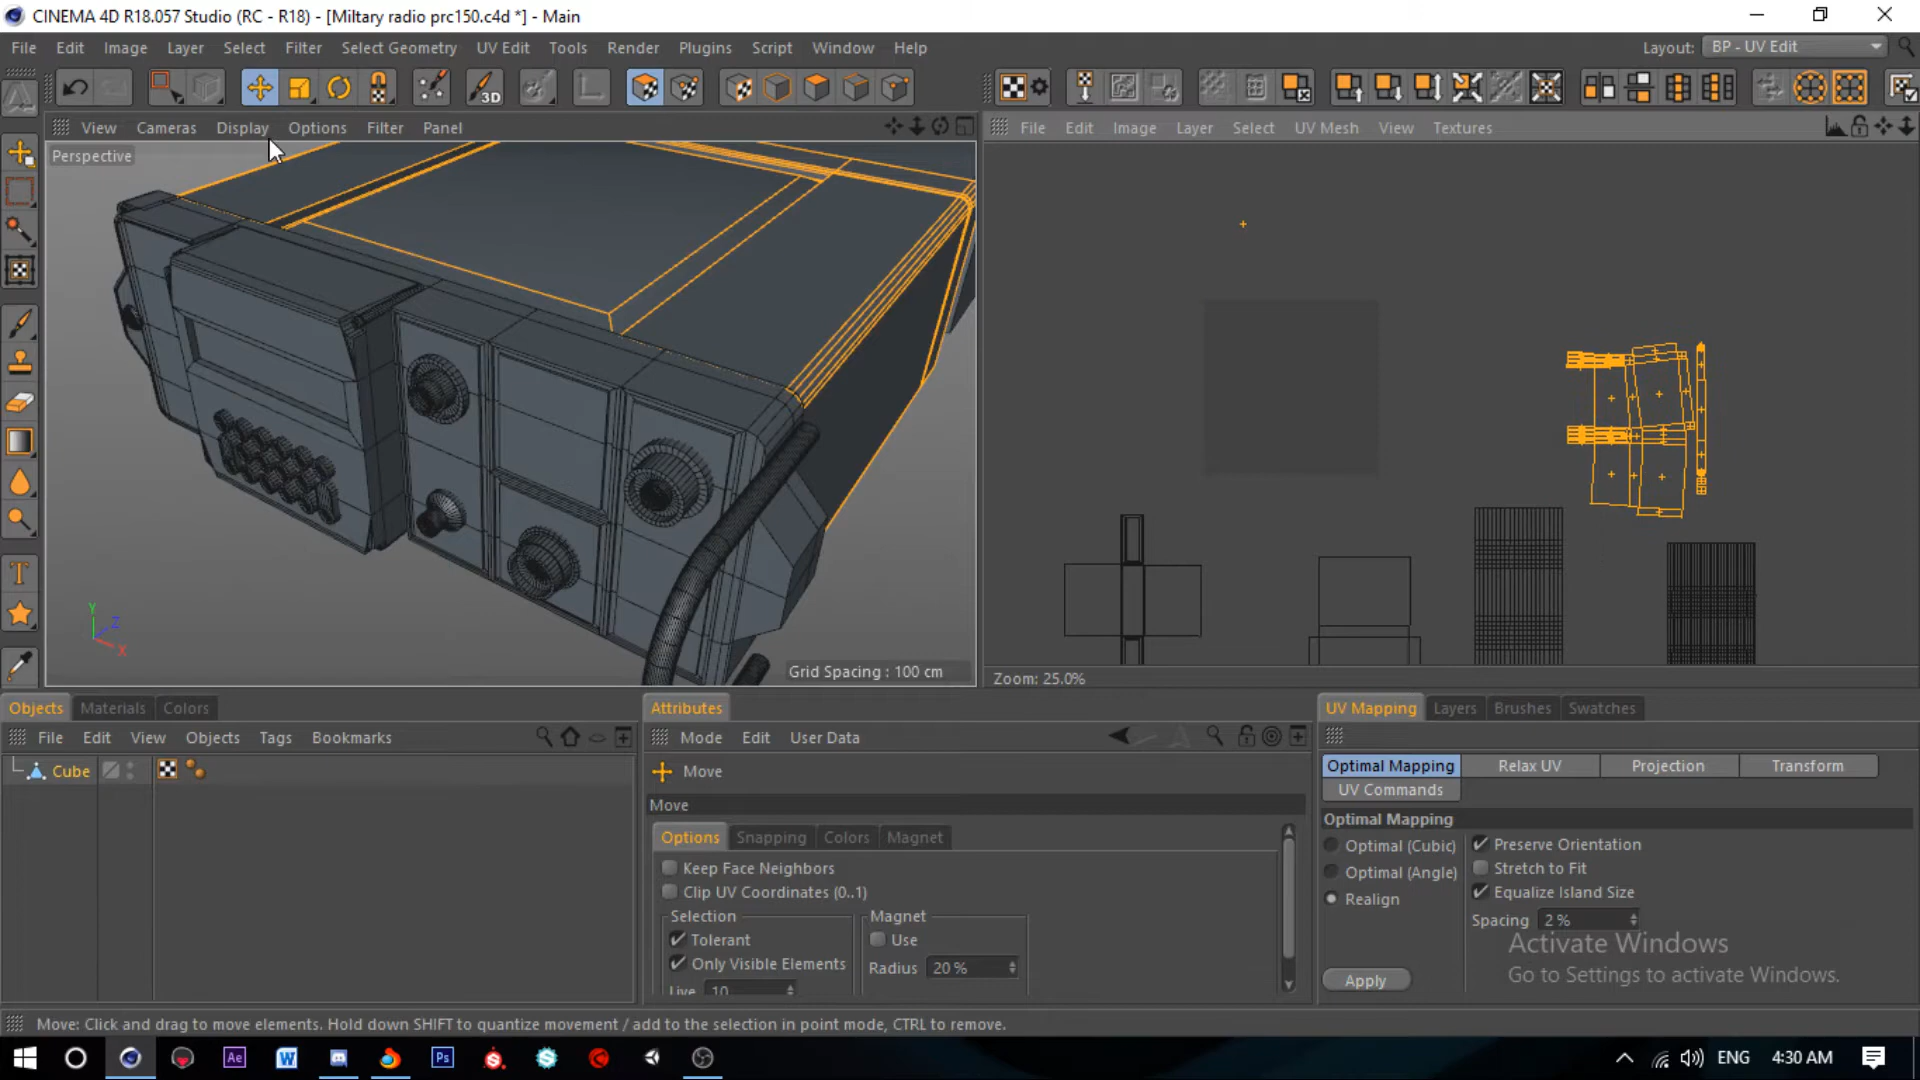 CINEMA 4D R18.057 Studio (RC - R18) - [Miltary radio prc150.c4d *] - Main
File Edit Image Layer Select Filter Select Geometry UV Edit Tools Render Plugins Script Window Help Layout: BP - UV Edit
3D
View Cameras Display Options Filter Panel
File Edit Image Layer Select UV Mesh View Textures
Perspective
Y
Z
X
Grid Spacing : 100 cm
Zoom: 25.0%
Objects Materials Colors
File Edit View Objects Tags Bookmarks
Cube
Attributes
Mode Edit User Data
Move
Move
Options Snapping Colors Magnet
Keep Face Neighbors
Clip UV Coordinates (0..1)
Selection
Tolerant
Only Visible Elements
Live 10
Magnet
Use
Radius 20 %
UV Mapping Layers Brushes Swatches
Optimal Mapping Relax UV Projection Transform
UV Commands
Optimal Mapping
Optimal (Cubic) Preserve Orientation
Optimal (Angle) Stretch to Fit
Realign Equalize Island Size
Spacing 2 %
Apply
Activate Windows
Go to Settings to activate Windows.
Move: Click and drag to move elements. Hold down SHIFT to quantize movement / add to the selection in point mode, CTRL to remove.
Ae W Ps ENG 4:30 AM